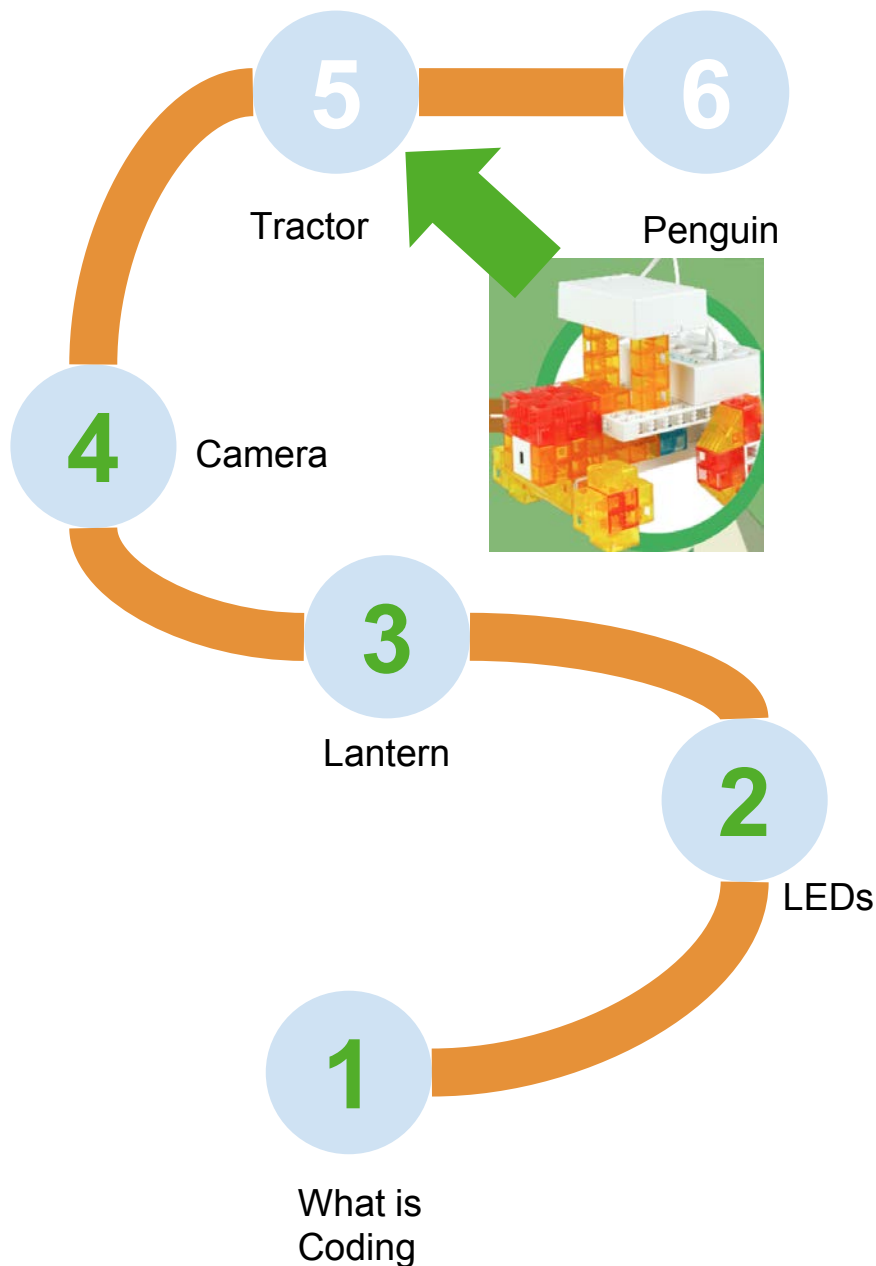 5
6
Tractor
Penguin
4
Camera
3
Lantern
2
LEDs
1
What is
Coding